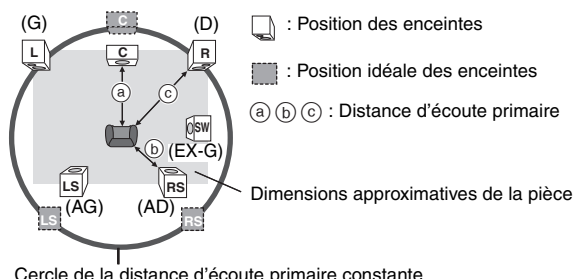 C
(G)
(D)
L
C
R
: Position des enceintes
: Position idéale des enceintes
a
c
a b c : Distance d'écoute primaire
SW
b
(EX-G)
LS
RS
Dimensions approximatives de la pièce
(AG)
(AD)
LS
RS
Cercle de la distance d'écoute primaire constante